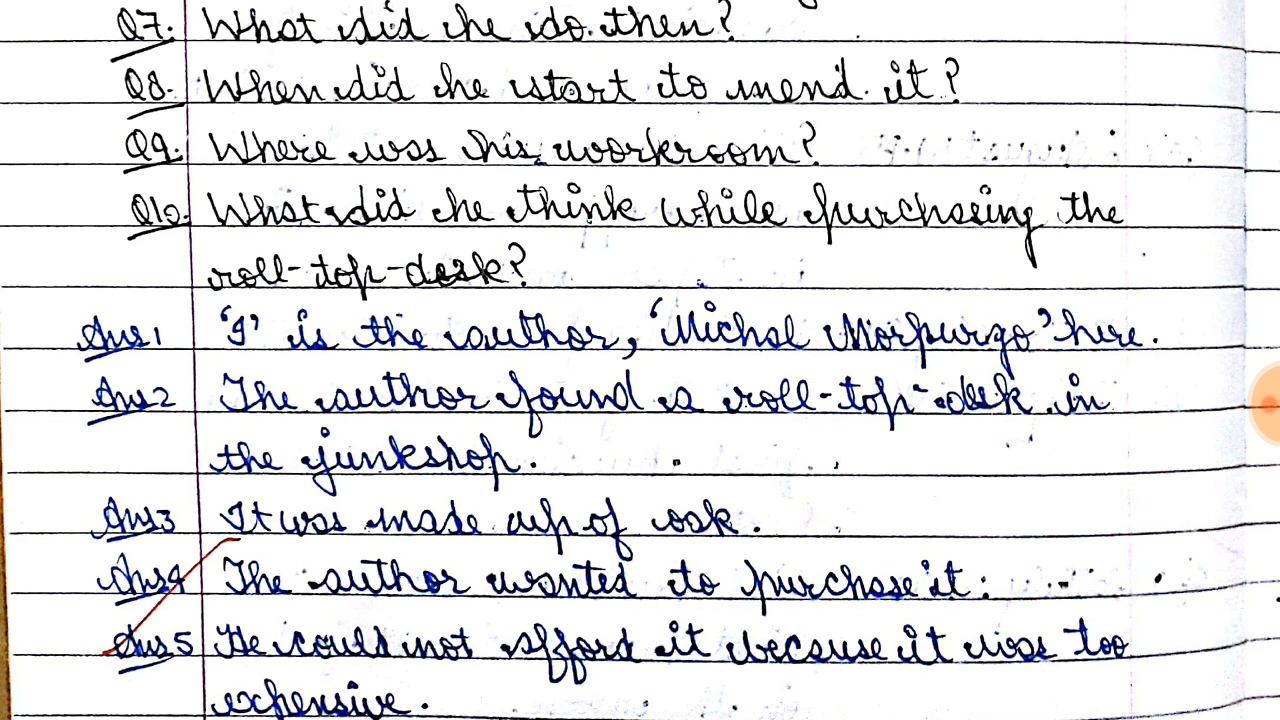 Q7. What did he do then?
Q8. When did he start to mend it?
Q9. Where was his workroom?
Q10. What did he think while purchasing the
roll-top-desk?
Ans1 'I' is the author, 'Michal Morpurgo' here.
Ans2 The author found a roll-top-desk in
the junkshop.
Ans3 It was made up of oak.
Ans4 The author wanted to purchase it.
Ans5 He could not afford it because it was too
expensive.